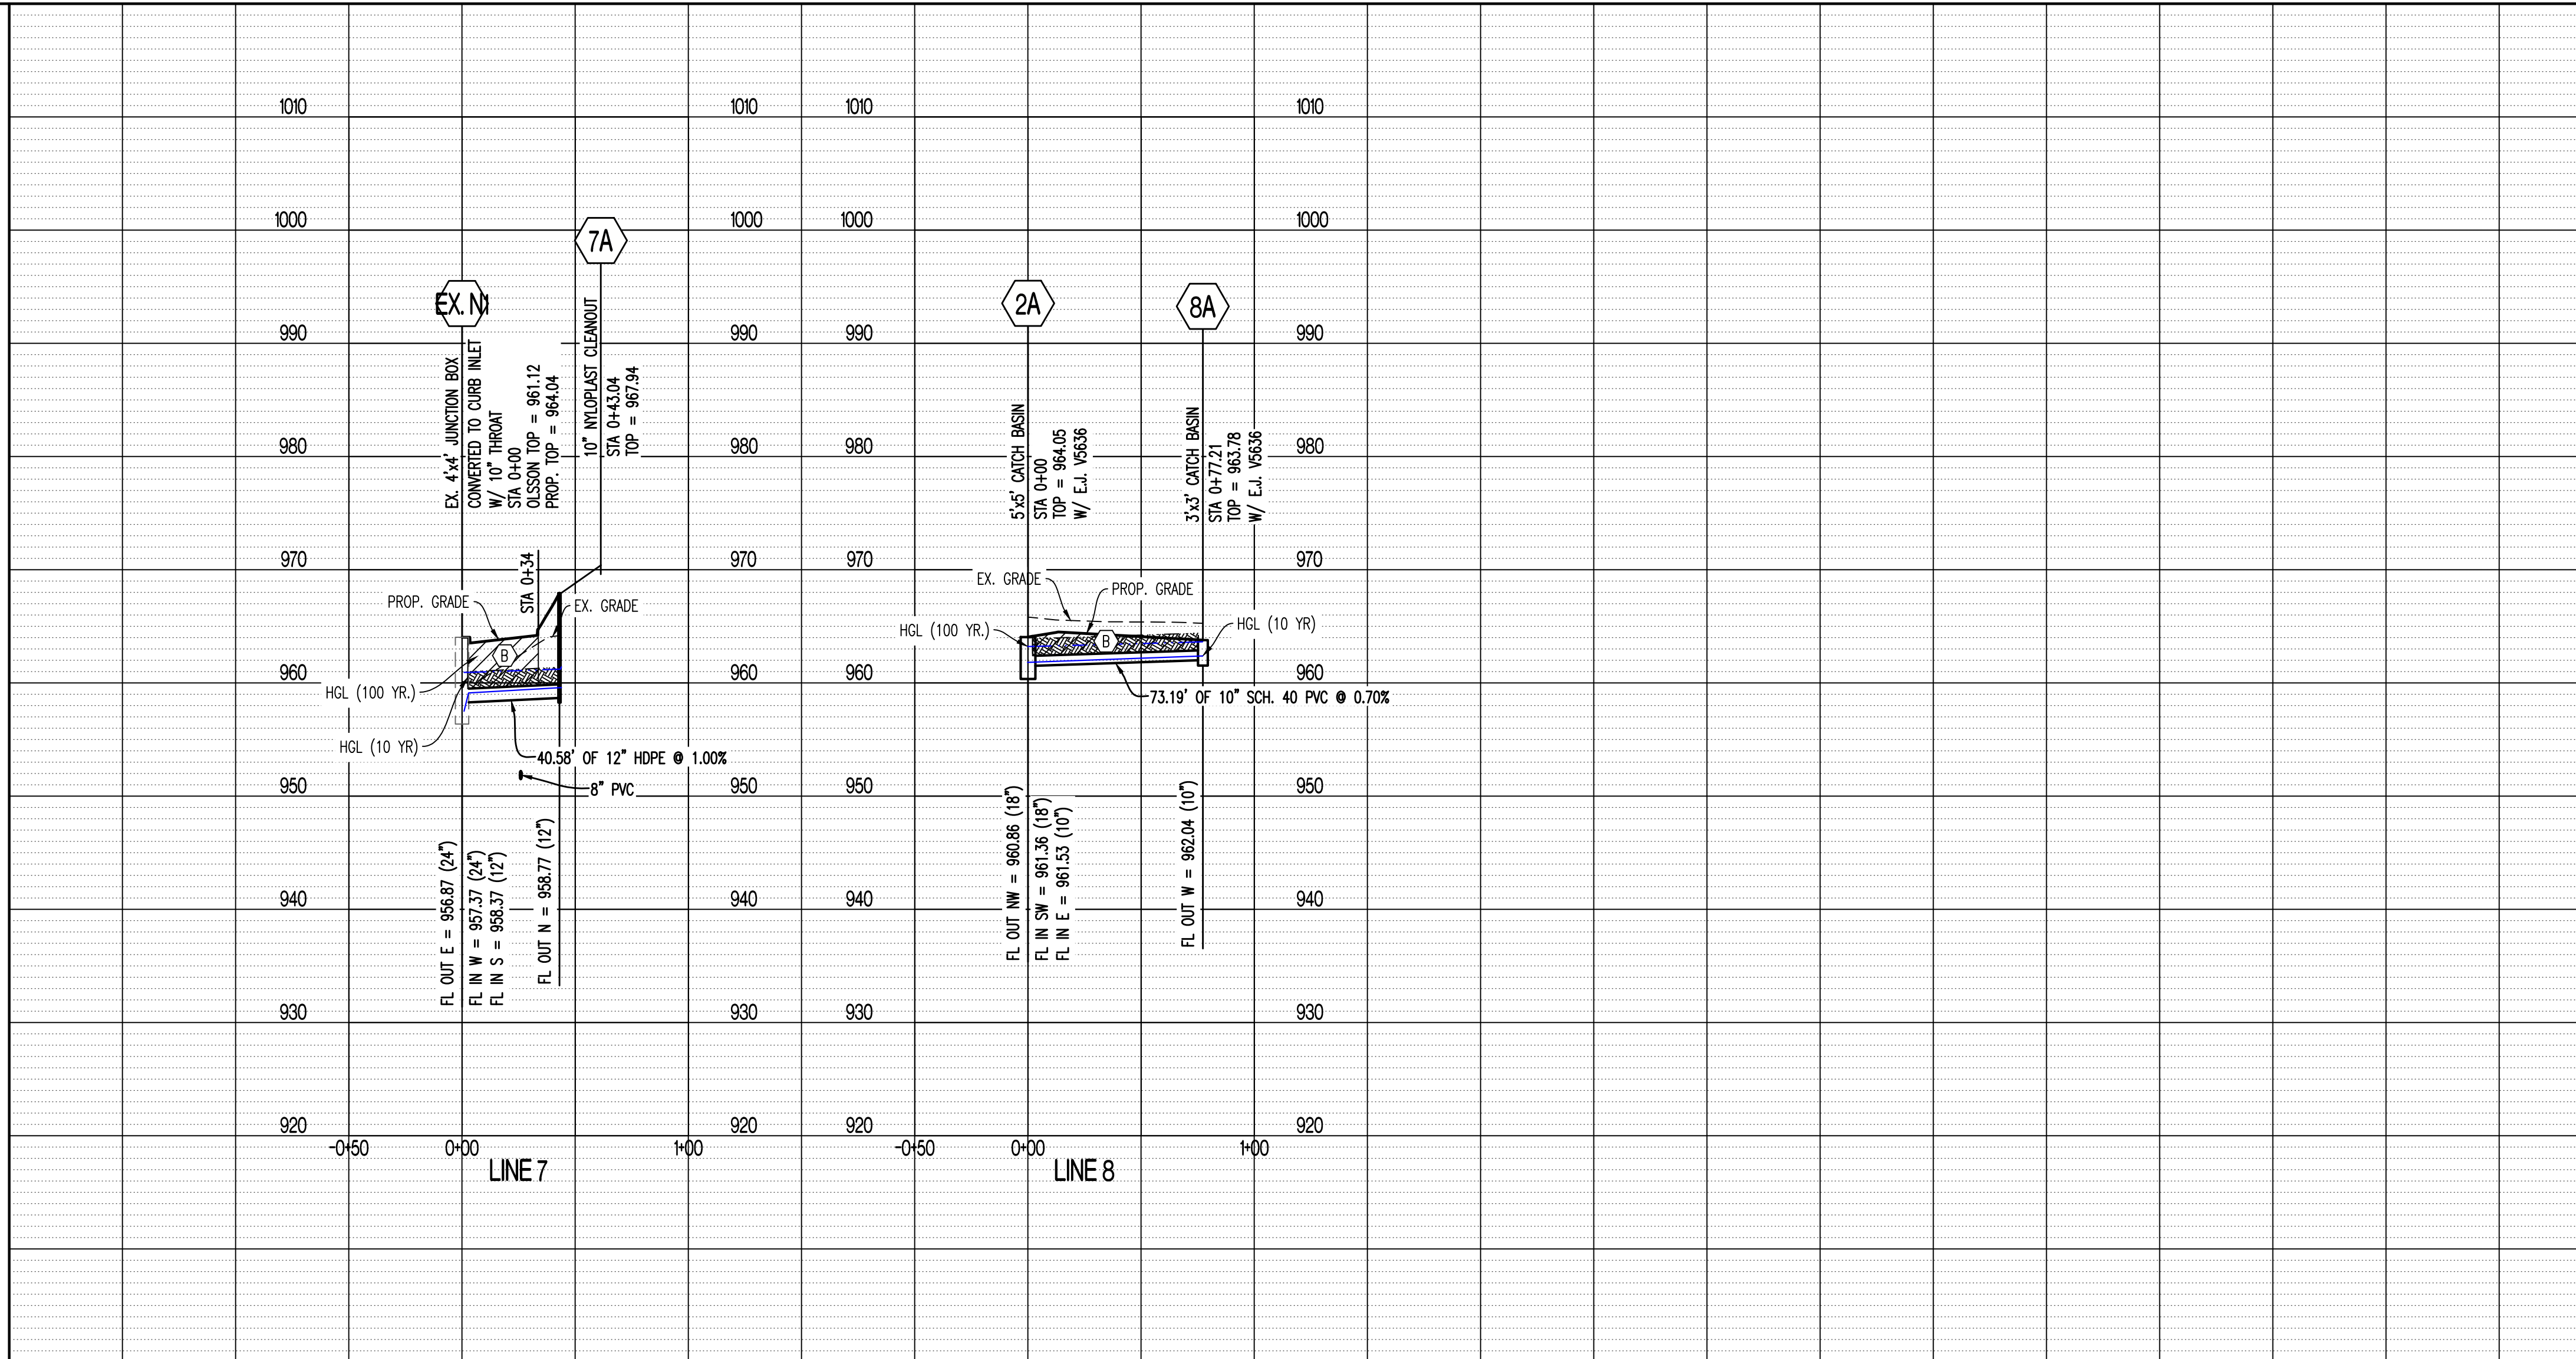 1010 1010 1010 1010
1000 1000 1000 1000
7A
EX. N1
2A
8A
990 990 990 990
EX. 4'x4' JUNCTION BOX
CONVERTED TO CURB INLET
W/ 10" THROAT
STA 0+00
OLSSON TOP = 961.12
PROP. TOP = 964.04
10" NYLOPLAST CLEANOUT
STA 0+43.04
TOP = 967.94
5'x5' CATCH BASIN
STA 0+00
TOP = 964.05
W/ E.J. V5636
3'x3' CATCH BASIN
STA 0+77.21
TOP = 963.78
W/ E.J. V5636
980 980 980 980
970 970 970 970
STA 0+34
PROP. GRADE
EX. GRADE
B
HGL (100 YR.)
HGL (10 YR)
40.58' OF 12" HDPE @ 1.00%
8" PVC
EX. GRADE
PROP. GRADE
HGL (100 YR.)
B
HGL (10 YR)
73.19' OF 10" SCH. 40 PVC @ 0.70%
960 960 960 960
950 950 950 950
FL OUT E = 956.87 (24")
FL IN W = 957.37 (24")
FL IN S = 958.37 (12")
FL OUT N = 958.77 (12")
FL OUT NW = 960.86 (18")
FL IN SW = 961.36 (18")
FL IN E = 961.53 (10")
FL OUT W = 962.04 (10")
940 940 940 940
930 930 930 930
920 920 920 920
-0+50 0+00 1+00 -0+50 0+00 1+00
LINE 7
LINE 8